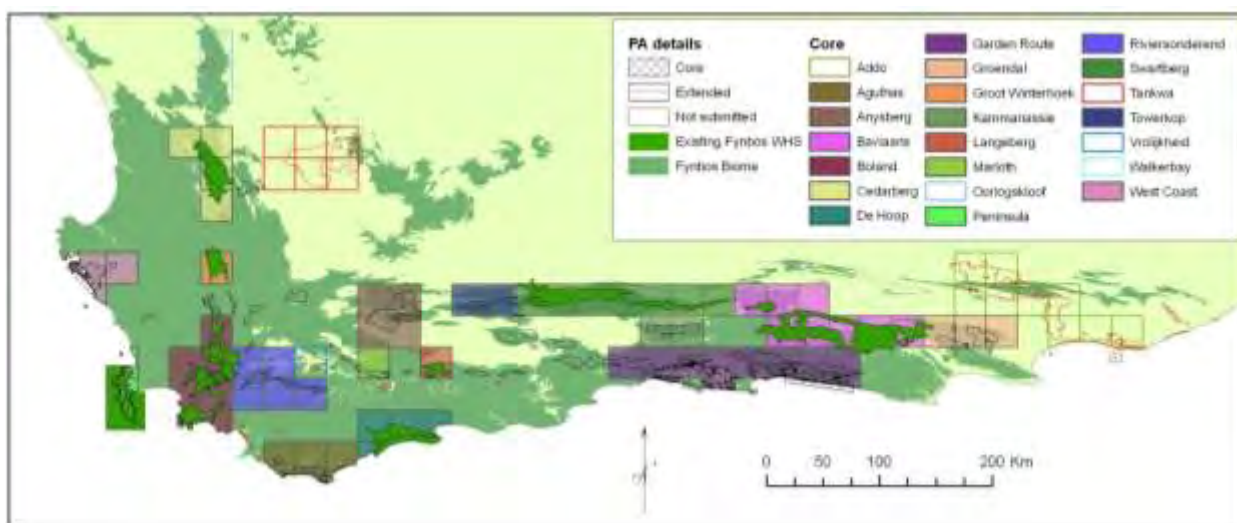 PA details
Core
Extended
Not submitted
Existing Fynbos WHS
Fynbos Biome
Core
Addo
Agulhas
Anysberg
Baviaans
Boland
Cedarberg
De Hoop
Garden Route
Groendal
Groot Winterhoek
Kammanassie
Langeberg
Marloth
Oorlogskloof
Peninsula
Riviersonderend
Swartberg
Tankwa
Towerkop
Vrolijkheid
Walkerbay
West Coast
0 50 100 200 Km